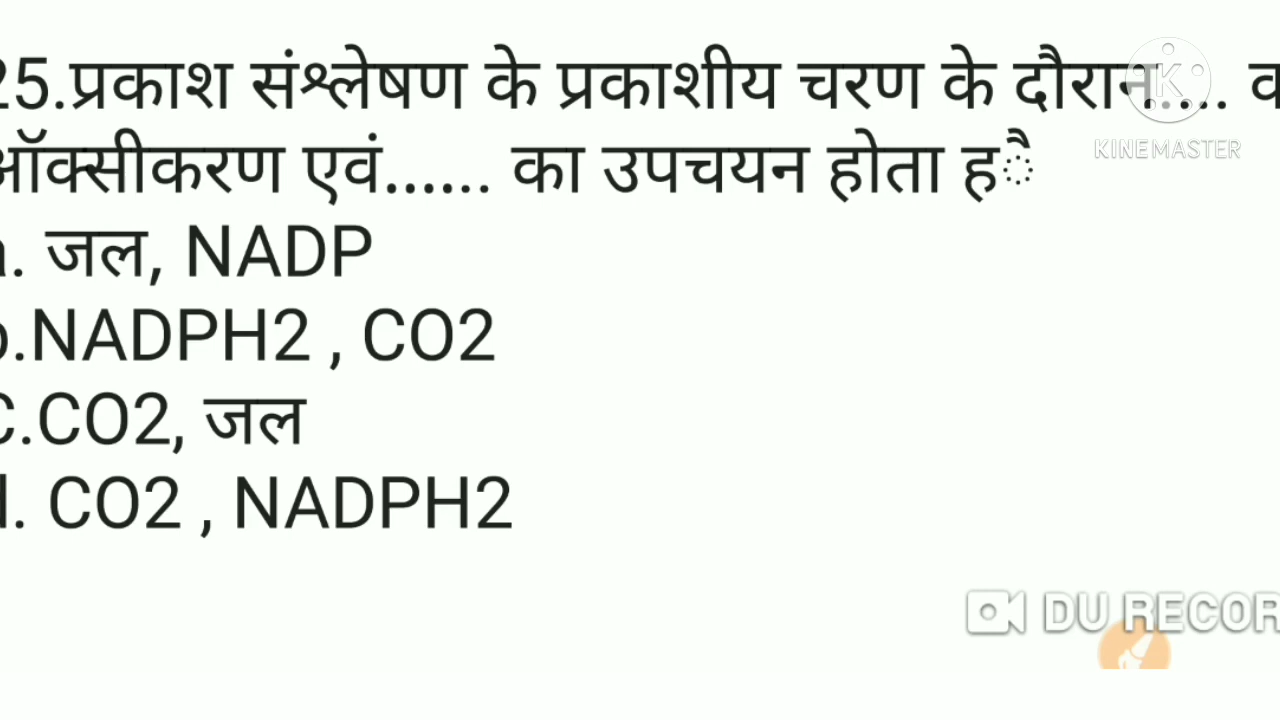 25.प्रकाश संश्लेषण के प्रकाशीय चरण के दौरान....
ऑक्सीकरण एवं...... का उपचयन होता है
a. जल, NADP
b.NADPH2 , CO2
C.CO2, जल
d. CO2 , NADPH2
KINEMASTER
DU RECOR